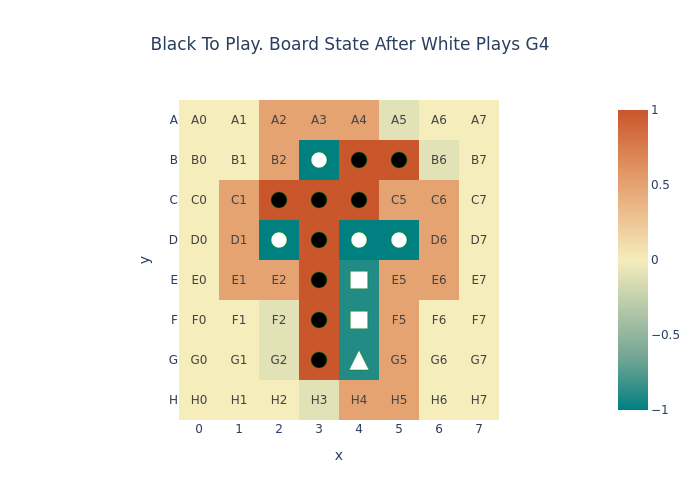 Black To Play. Board State After White Plays G4
A A0 A1 A2 A3 A4 A5 A6 A7
B B0 B1 B2 B6 B7
C C0 C1 C5 C6 C7
D D0 D1 D6 D7
E E0 E1 E2 E5 E6 E7
F F0 F1 F2 F5 F6 F7
G G0 G1 G2 G5 G6 G7
H H0 H1 H2 H3 H4 H5 H6 H7
0 1 2 3 4 5 6 7
x
y
1
0.5
0
−0.5
−1